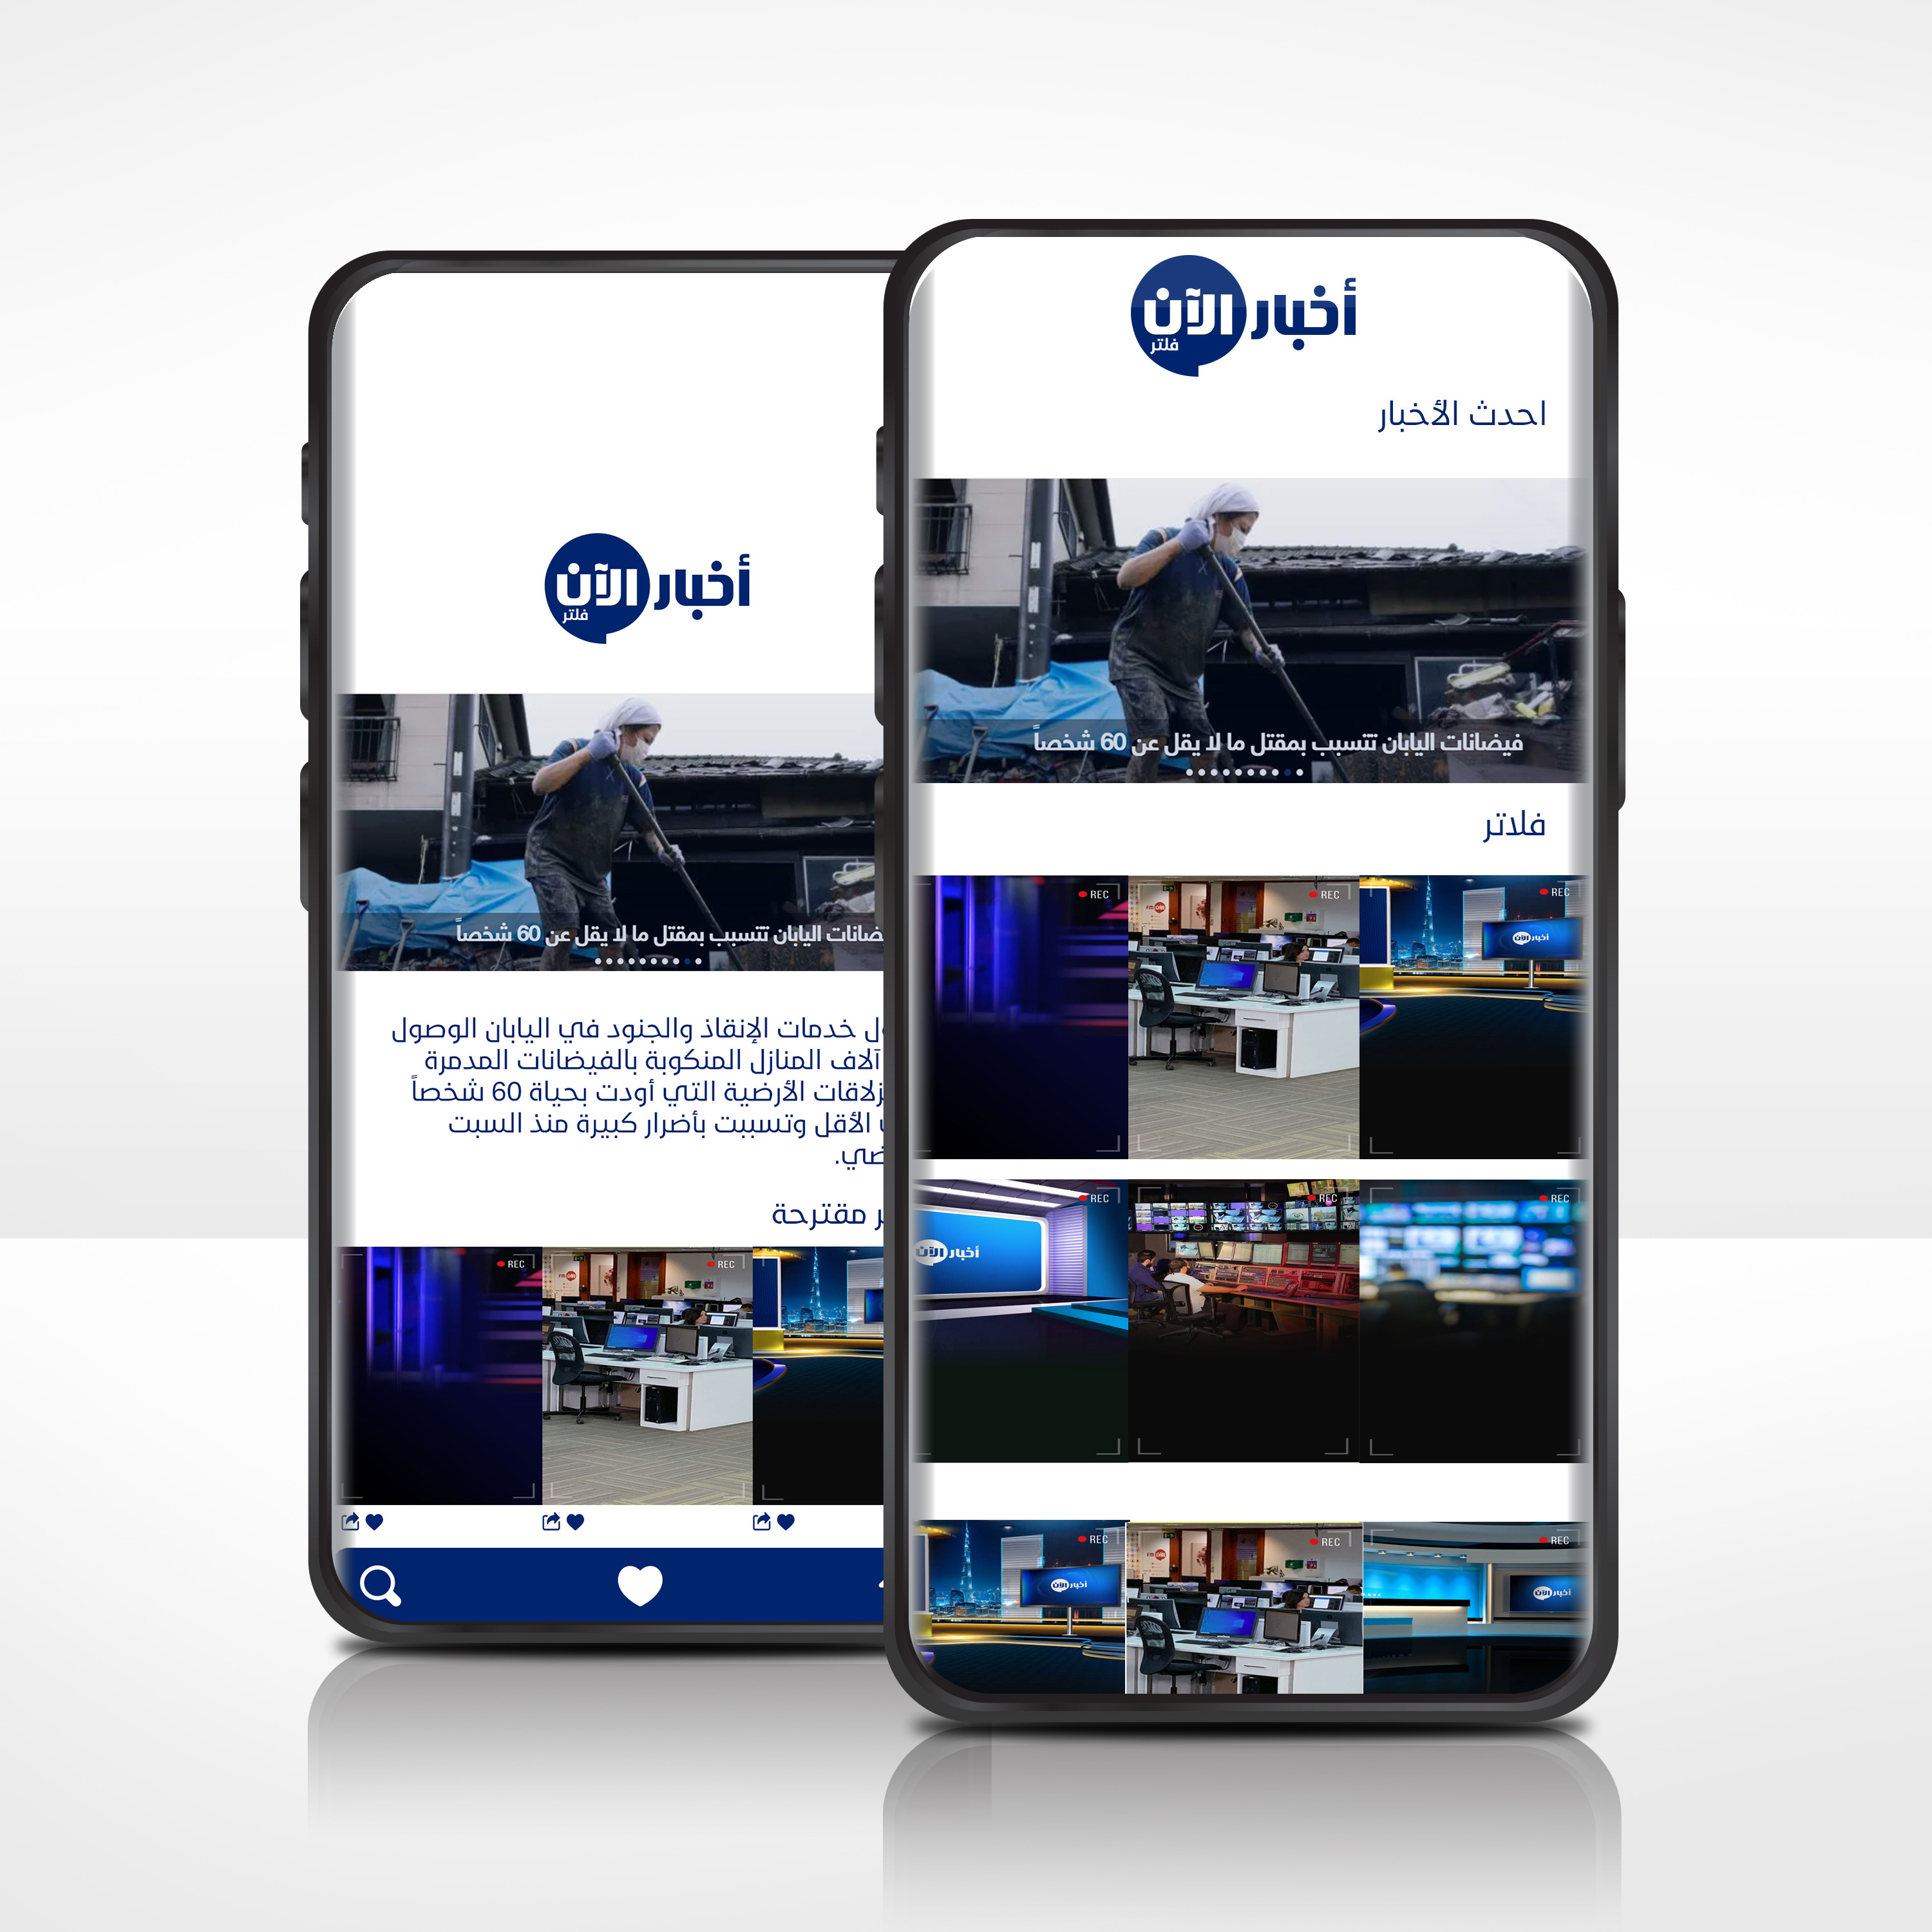 أخبار الآن
فلتر
احدث الأخبار
فيضانات اليابان تتسبب بمقتل ما لا يقل عن 60 شخصاً
فلاتر
REC
REC
REC
أخبار الآن
REC
REC
REC
أخبار الآن
REC
REC
REC
أخبار الآن
أخبار الآن
أخبار الآن
فلتر
اليابان تتسبب بمقتل ما لا يقل عن 60 شخصاً
خدمات الإنقاذ والجنود في اليابان الوصول
آلاف المنازل المنكوبة بالفيضانات المدمرة
الأرضية التي أودت بحياة 60 شخصاً
الأقل وتسببت بأضرار كبيرة منذ السبت
مقترحة
REC
REC